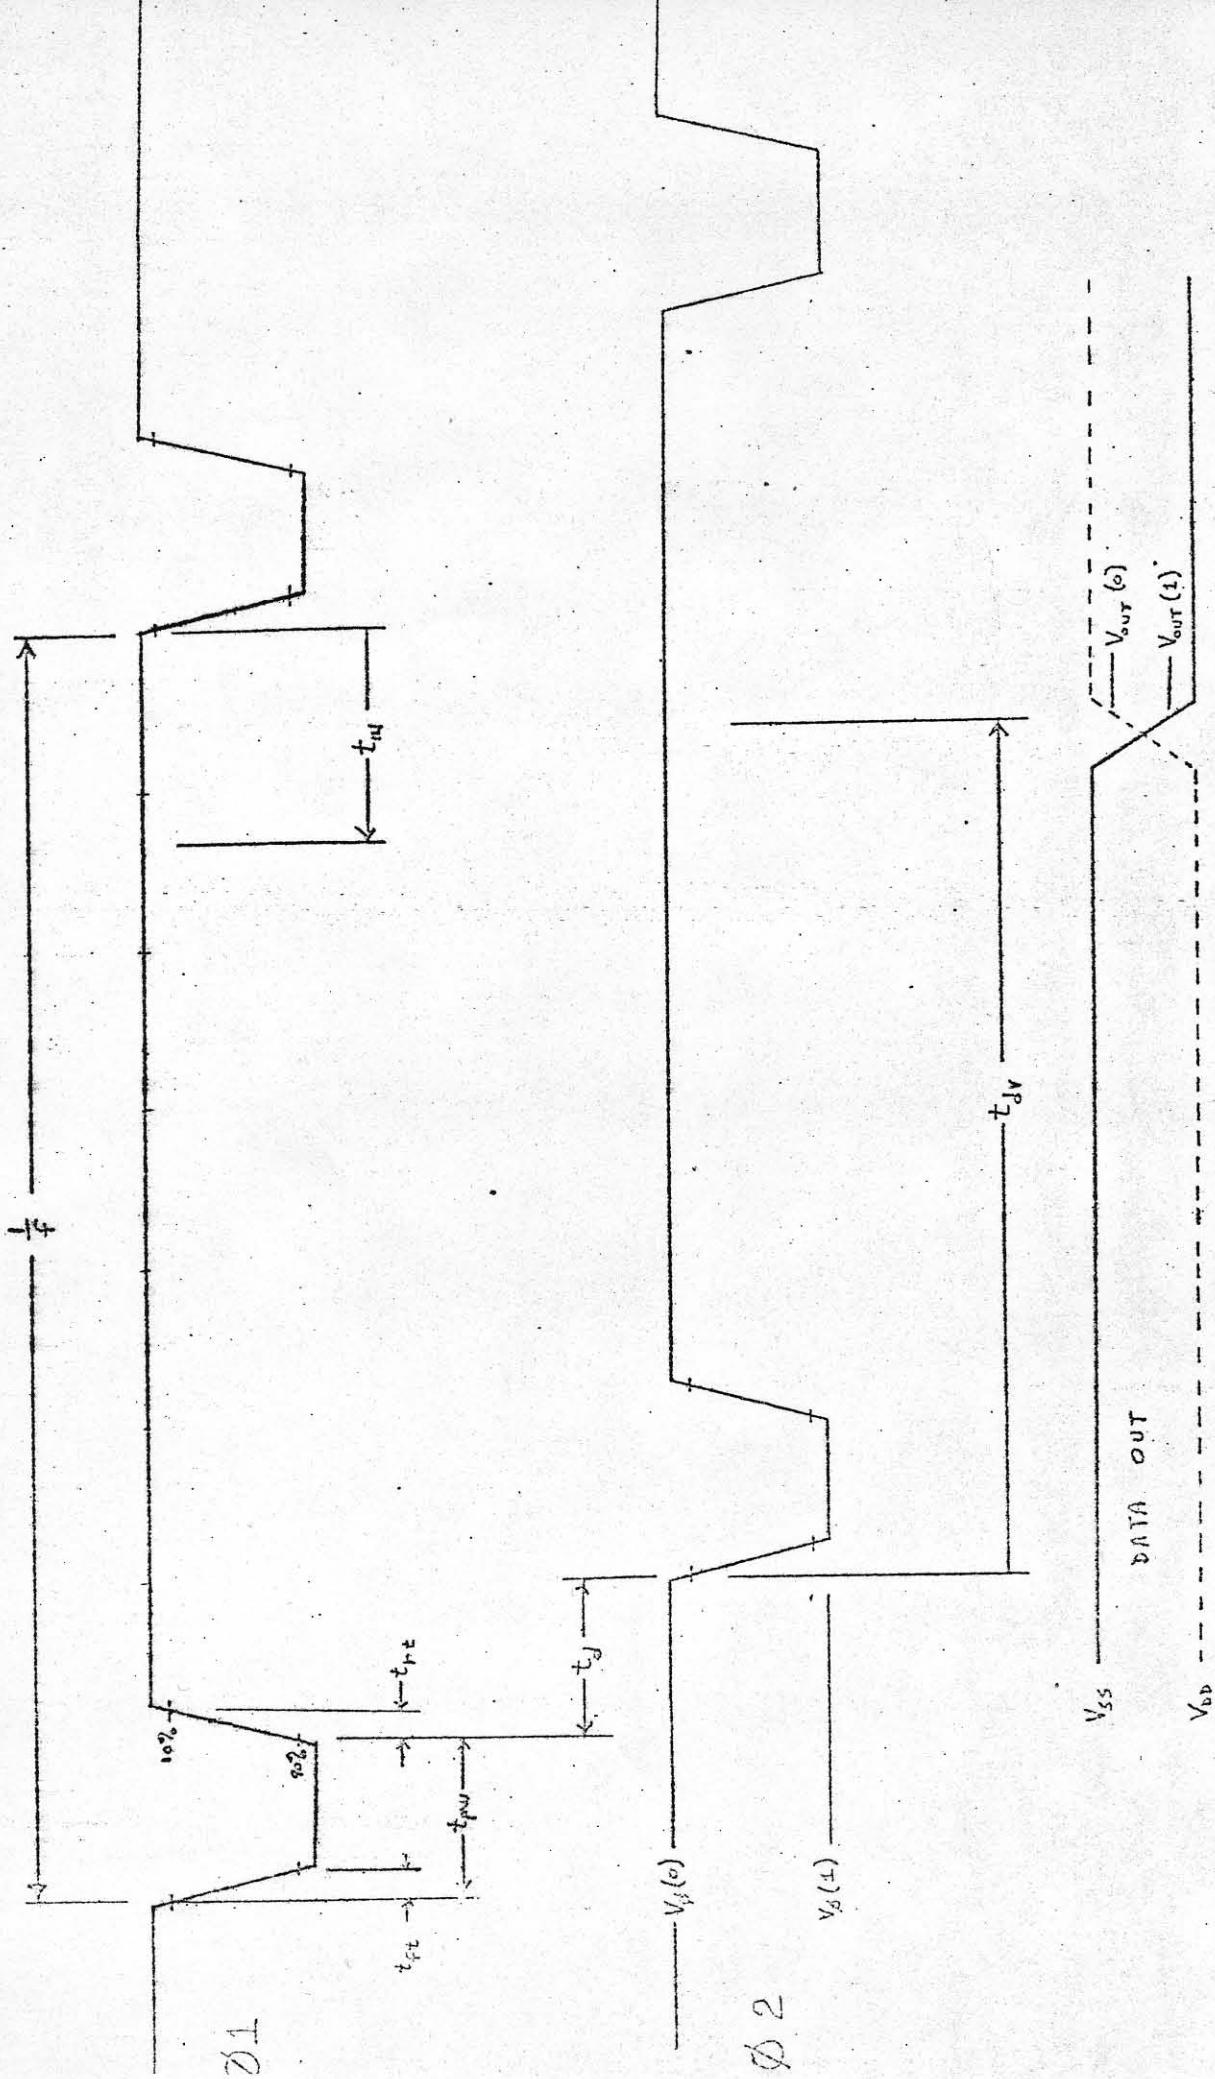 1/f
Ø1
10%
90%
t_ft
t_rt
t_pw
t_IN
t_d
Ø2
V_Ø(0)
V_Ø(1)
t_dv
DATA OUT
V_SS
V_DD
V_OUT(0)
V_OUT(1)